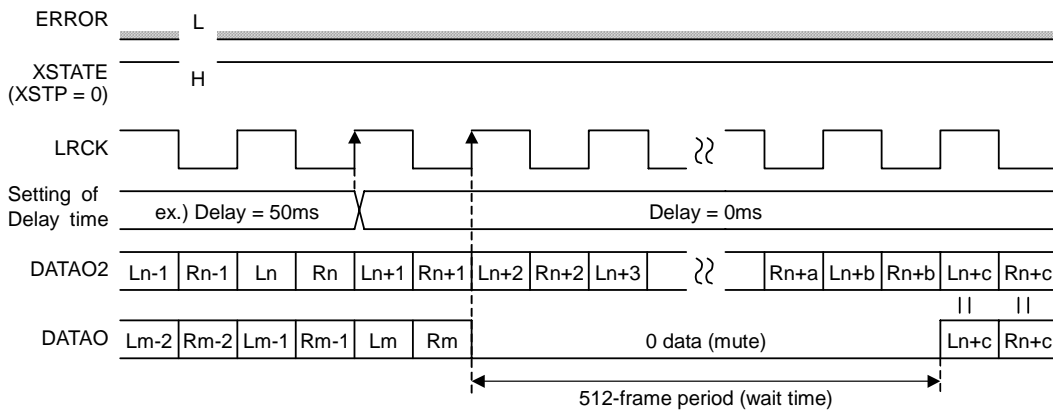 ERROR
L
XSTATE
(XSTP = 0)
H
LRCK
Setting of
Delay time
ex.) Delay = 50ms
Delay = 0ms
DATAO2
Ln-1 Rn-1 Ln Rn Ln+1 Rn+1 Ln+2 Rn+2 Ln+3 Rn+a Ln+b Rn+b Ln+c Rn+c
DATAO
Lm-2 Rm-2 Lm-1 Rm-1 Lm Rm 0 data (mute) Ln+c Rn+c
512-frame period (wait time)